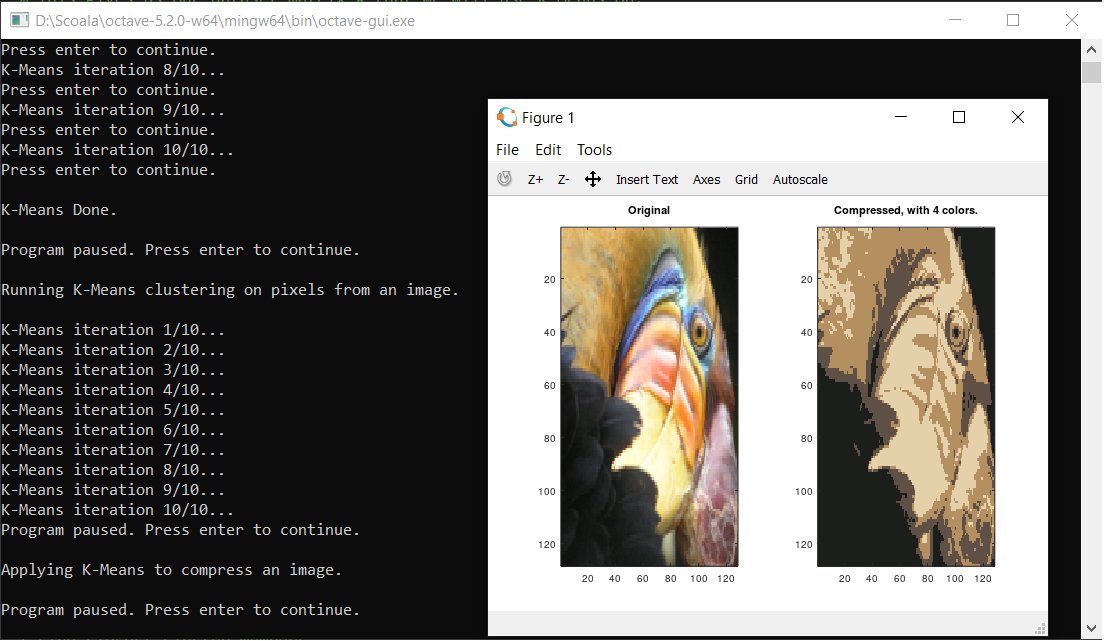 D:\Scoala\octave-5.2.0-w64\mingw64\bin\octave-gui.exe
Press enter to continue.
K-Means iteration 8/10...
Press enter to continue.
K-Means iteration 9/10...
Press enter to continue.
K-Means iteration 10/10...
Press enter to continue.
K-Means Done.
Program paused. Press enter to continue.
Running K-Means clustering on pixels from an image.
K-Means iteration 1/10...
K-Means iteration 2/10...
K-Means iteration 3/10...
K-Means iteration 4/10...
K-Means iteration 5/10...
K-Means iteration 6/10...
K-Means iteration 7/10...
K-Means iteration 8/10...
K-Means iteration 9/10...
K-Means iteration 10/10...
Program paused. Press enter to continue.
Applying K-Means to compress an image.
Program paused. Press enter to continue.
Figure 1
File Edit Tools
Z+ Z- Insert Text Axes Grid Autoscale
Original
20
40
60
80
100
120
20 40 60 80 100 120
Compressed, with 4 colors.
20
40
60
80
100
120
20 40 60 80 100 120